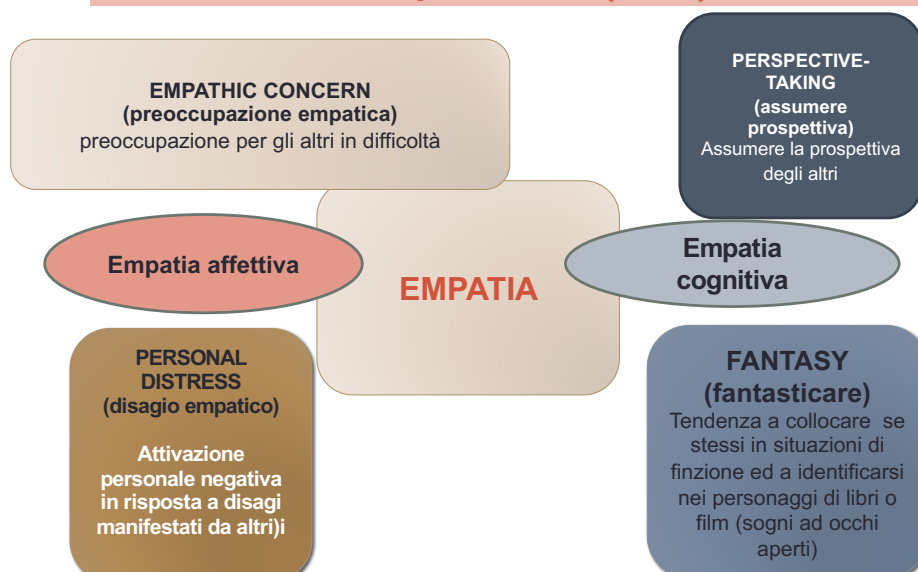 EMPATHIC CONCERN
(preoccupazione empatica)
preoccupazione per gli altri in difficoltà
PERSPECTIVE-
TAKING
(assumere
prospettiva)
Assumere la prospettiva
degli altri
Empatia affettiva
EMPATIA
Empatia
cognitiva
PERSONAL
DISTRESS
(disagio empatico)
Attivazione
personale negativa
in risposta a disagi
manifestati da altri)i
FANTASY
(fantasticare)
Tendenza a collocare se
stessi in situazioni di
finzione ed a identificarsi
nei personaggi di libri o
film (sogni ad occhi
aperti)